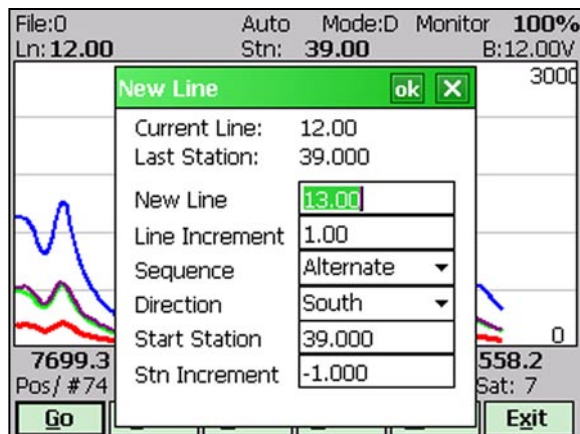 File:0 Auto Mode:D Monitor 100%
Ln: 12.00 Stn: 39.00 B:12.00V
3000
New Line ok
Current Line: 12.00
Last Station: 39.000
New Line 13.00
Line Increment 1.00
Sequence Alternate
Direction South
Start Station 39.000
Stn Increment -1.000
0
7699.3 558.2
Pos/ #74 Sat: 7
Go Exit